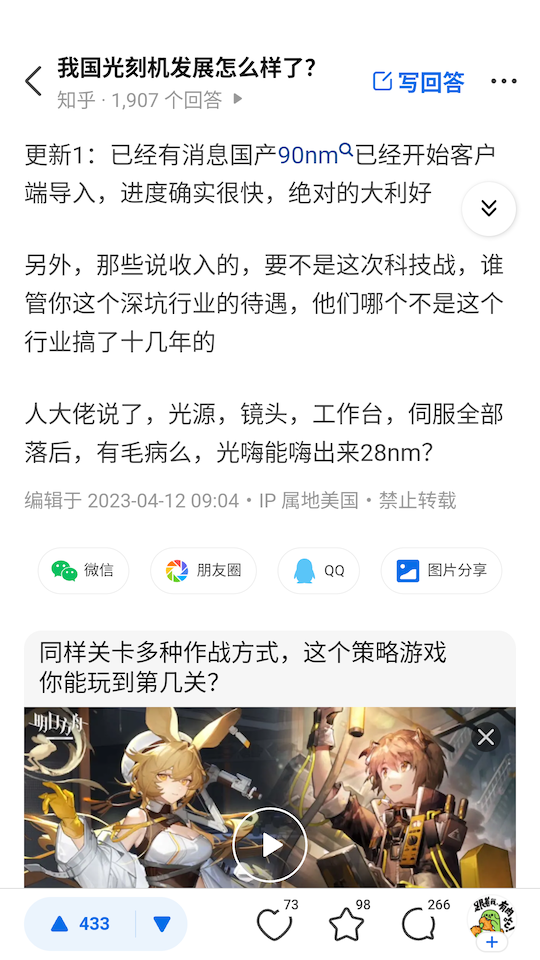 我国光刻机发展怎么样了?
知乎 · 1,907 个回答
写回答
更新1：已经有消息国产90nm已经开始客户
端导入，进度确实很快，绝对的大利好
另外，那些说收入的，要不是这次科技战，谁
管你这个深坑行业的待遇，他们哪个不是这个
行业搞了十几年的
人大佬说了，光源，镜头，工作台，伺服全部
落后，有毛病么，光嗨能嗨出来28nm？
编辑于 2023-04-12 09:04・IP 属地美国・禁止转载
微信
朋友圈
QQ
图片分享
同样关卡多种作战方式，这个策略游戏
你能玩到第几关？
明日方舟
433
73
98
266